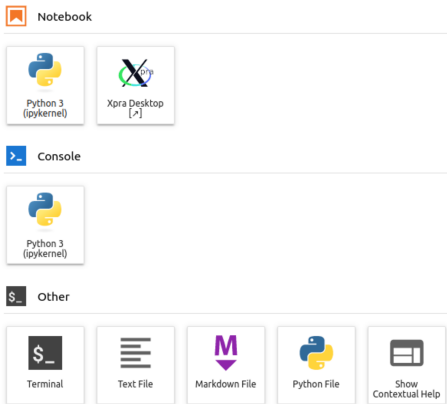 Notebook
Python 3
(ipykernel)
Xpra
Xpra Desktop
[↗]
>_ Console
Python 3
(ipykernel)
$_ Other
$_
Terminal
Text File
M
Markdown File
Python File
Show
Contextual Help